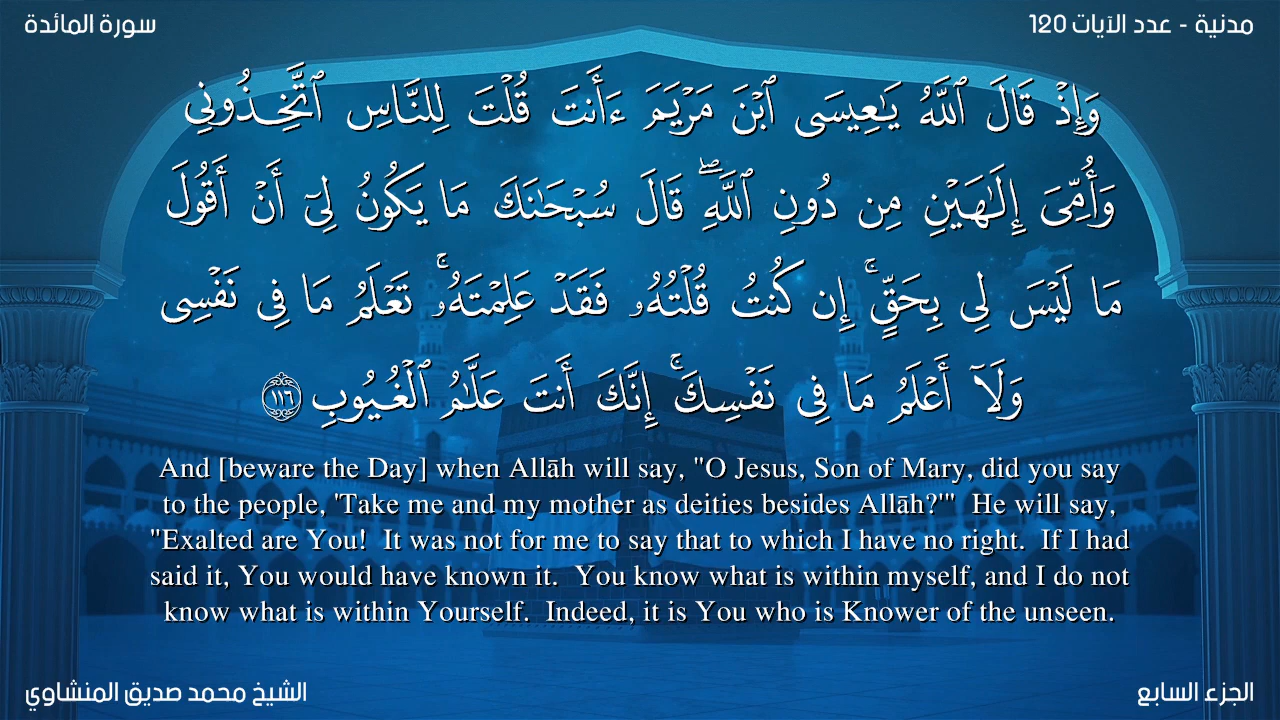 سورة المائدة
مدنية - عدد الآيات 120
وَإِذْ قَالَ ٱللَّهُ يَٰعِيسَى ٱبْنَ مَرْيَمَ ءَأَنتَ قُلْتَ لِلنَّاسِ ٱتَّخِذُونِى
وَأُمِّىَ إِلَٰهَيْنِ مِن دُونِ ٱللَّهِ ۖ قَالَ سُبْحَٰنَكَ مَا يَكُونُ لِىٓ أَنْ أَقُولَ
مَا لَيْسَ لِى بِحَقٍّ ۚ إِن كُنتُ قُلْتُهُۥ فَقَدْ عَلِمْتَهُۥ ۚ تَعْلَمُ مَا فِى نَفْسِى
وَلَآ أَعْلَمُ مَا فِى نَفْسِكَ ۚ إِنَّكَ أَنتَ عَلَّٰمُ ٱلْغُيُوبِ ١١٦
And [beware the Day] when Allāh will say, "O Jesus, Son of Mary, did you say
to the people, 'Take me and my mother as deities besides Allāh?'"  He will say,
"Exalted are You!  It was not for me to say that to which I have no right.  If I had
said it, You would have known it.  You know what is within myself, and I do not
know what is within Yourself.  Indeed, it is You who is Knower of the unseen.
الشيخ محمد صديق المنشاوي
الجزء السابع